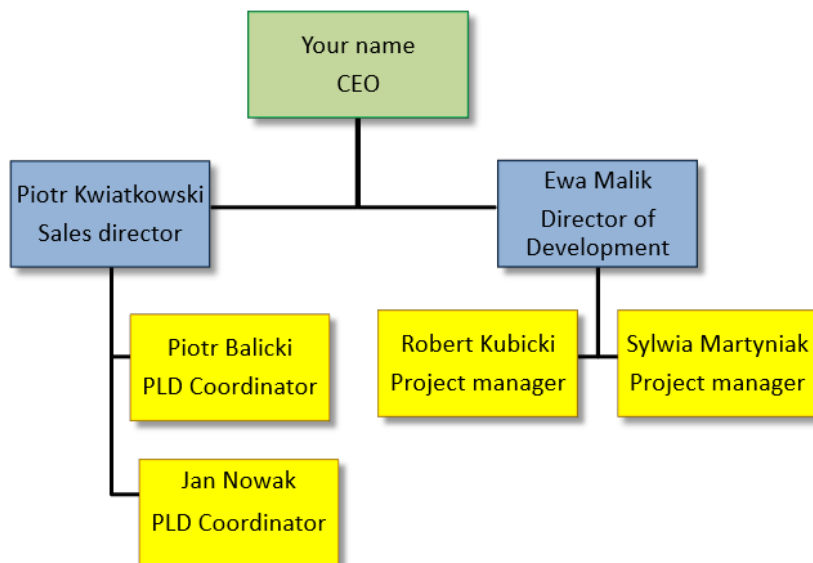 Your name
CEO
Piotr Kwiatkowski
Sales director
Ewa Malik
Director of
Development
Piotr Balicki
PLD Coordinator
Robert Kubicki
Project manager
Sylwia Martyniak
Project manager
Jan Nowak
PLD Coordinator